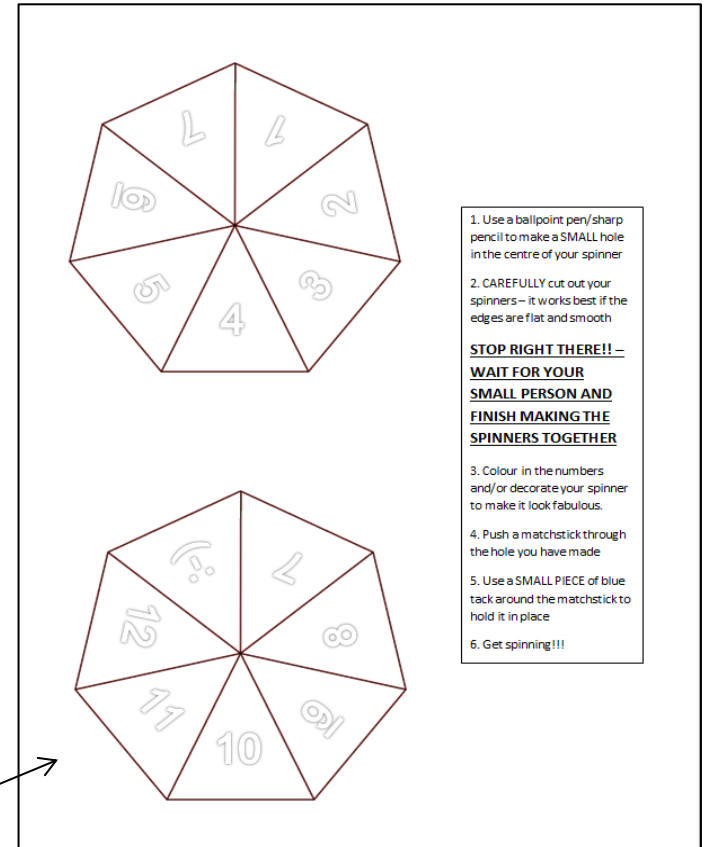 7
1
6
2
5
3
4
:-)
7
12
8
11
9
10
1. Use a ballpoint pen/sharp
pencil to make a SMALL hole
in the centre of your spinner
2. CAREFULLY cut out your
spinners – it works best if the
edges are flat and smooth
STOP RIGHT THERE!! –
WAIT FOR YOUR
SMALL PERSON AND
FINISH MAKING THE
SPINNERS TOGETHER
3. Colour in the numbers
and/or decorate your spinner
to make it look fabulous.
4. Push a matchstick through
the hole you have made
5. Use a SMALL PIECE of blue
tack around the matchstick to
hold it in place
6. Get spinning!!!